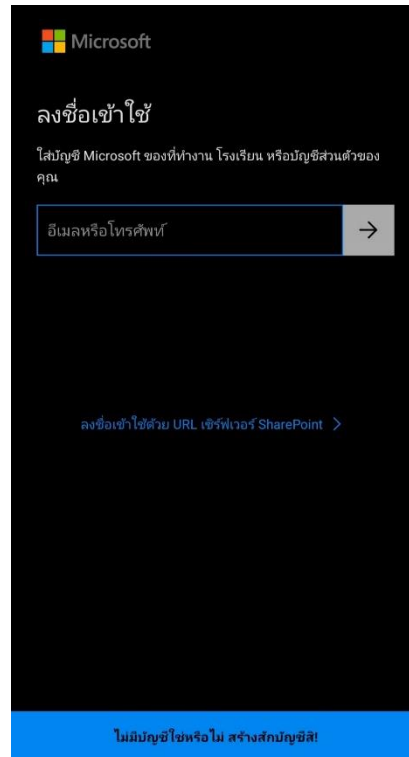 Microsoft
ลงชื่อเข้าใช้
ใส่บัญชี Microsoft ของที่ทำงาน โรงเรียน หรือบัญชีส่วนตัวของ
คุณ
อีเมลหรือโทรศัพท์
ลงชื่อเข้าใช้ด้วย URL เซิร์ฟเวอร์ SharePoint
ไม่มีบัญชีใช่หรือไม่ สร้างสักบัญชีสิ!